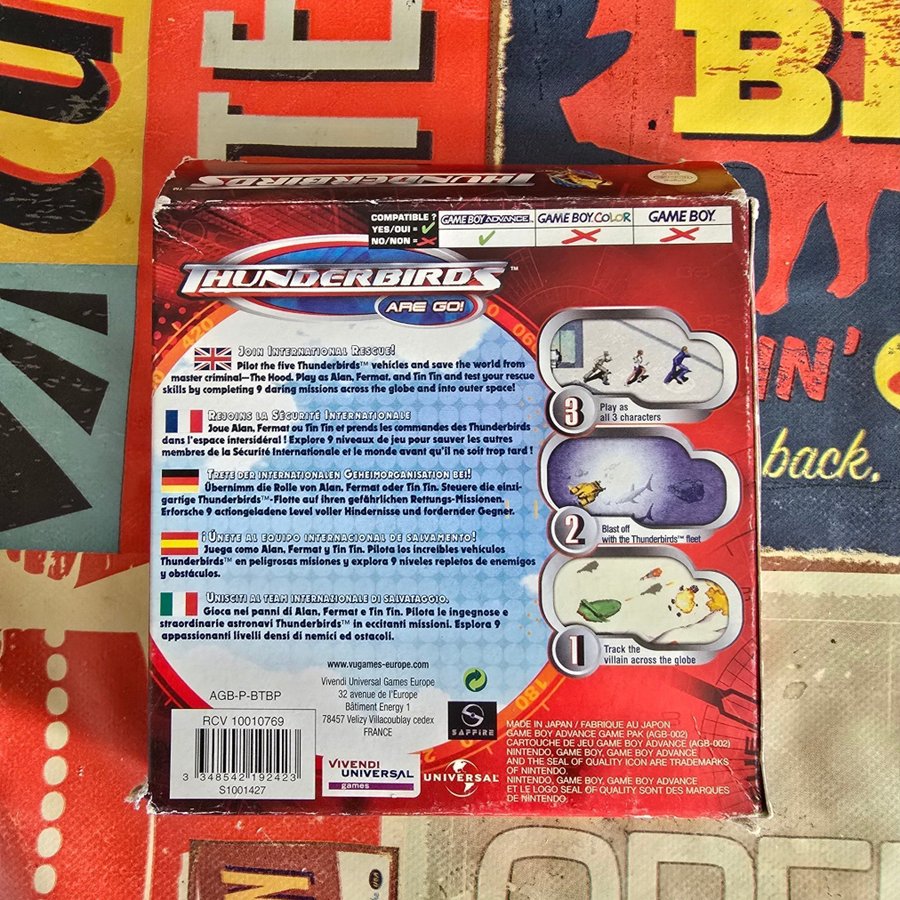 CU
TE
BE
IN'
back,
THUNDERBIRDS™
COMPATIBLE ?
YES/OUI =
NO/NON =
GAME BOY ADVANCE
GAME BOY COLOR
GAME BOY
THUNDERBIRDS™
ARE GO!
JOIN INTERNATIONAL RESCUE!
Pilot the five Thunderbirds™ vehicles and save the world from
master criminal—The Hood. Play as Alan, Fermat, and Tin Tin and test your rescue
skills by completing 9 daring missions across the globe and into outer space!
REJOINS LA SÉCURITÉ INTERNATIONALE
Joue Alan, Fermat ou Tin Tin et prends les commandes des Thunderbirds
dans l'espace intersidéral ! Explore 9 niveaux de jeu pour sauver les autres
membres de la Sécurité Internationale et le monde avant qu'il ne soit trop tard !
TRETE DER INTERNATIONALEN GEHEIMORGANISATION BEI!
Übernimm die Rolle von Alan, Fermat oder Tin Tin. Steuere die einzi-
gartige Thunderbirds™-Flotte auf ihren gefährlichen Rettungs-Missionen.
Erforsche 9 actiongeladene Level voller Hindernisse und fordernder Gegner.
¡ÚNETE AL EQUIPO INTERNACIONAL DE SALVAMENTO!
Juega como Alan, Fermat y Tin Tin. Pilota los increíbles vehículos
Thunderbirds™ en peligrosas misiones y explora 9 niveles repletos de enemigos
y obstáculos.
UNISCITI AL TEAM INTERNAZIONALE DI SALVATAGGIO.
Gioca nei panni di Alan, Fermat e Tin Tin. Pilota le ingegnose e
straordinarie astronavi Thunderbirds™ in eccitanti missioni. Esplora 9
appassionanti livelli densi di nemici ed ostacoli.
3
Play as
all 3 characters
2
Blast off
with the Thunderbirds™ fleet
1
Track the
villain across the globe
420
060
180
www.vugames-europe.com
Vivendi Universal Games Europe
32 avenue de l'Europe
Bâtiment Energy 1
78457 Velizy Villacoublay cedex
FRANCE
AGB-P-BTBP
RCV 10010769
3 348542 192423
S1001427
VIVENDI
UNIVERSAL
games
UNIVERSAL
SAFFIRE
MADE IN JAPAN / FABRIQUE AU JAPON
GAME BOY ADVANCE GAME PAK (AGB-002)
CARTOUCHE DE JEU GAME BOY ADVANCE (AGB-002)
NINTENDO, GAME BOY, GAME BOY ADVANCE
AND THE SEAL OF QUALITY ICON ARE TRADEMARKS
OF NINTENDO.
NINTENDO, GAME BOY, GAME BOY ADVANCE
ET LE LOGO SEAL OF QUALITY SONT DES MARQUES
DE NINTENDO.